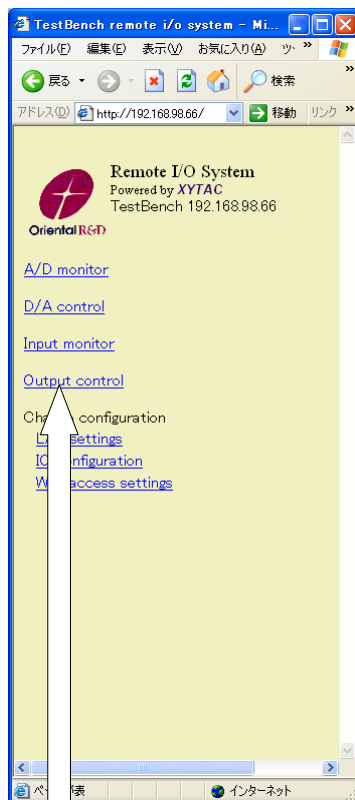 TestBench remote i/o system - Mi...
ファイル(F) 編集(E) 表示(V) お気に入り(A) ツ- »
戻る 検索 »
アドレス(D) http://192.168.98.66/ 移動 リンク »
Remote I/O System
Powered by XYTAC
TestBench 192.168.98.66
Oriental R&D
A/D monitor
D/A control
Input monitor
Output control
configuration
settings
access settings
インターネット